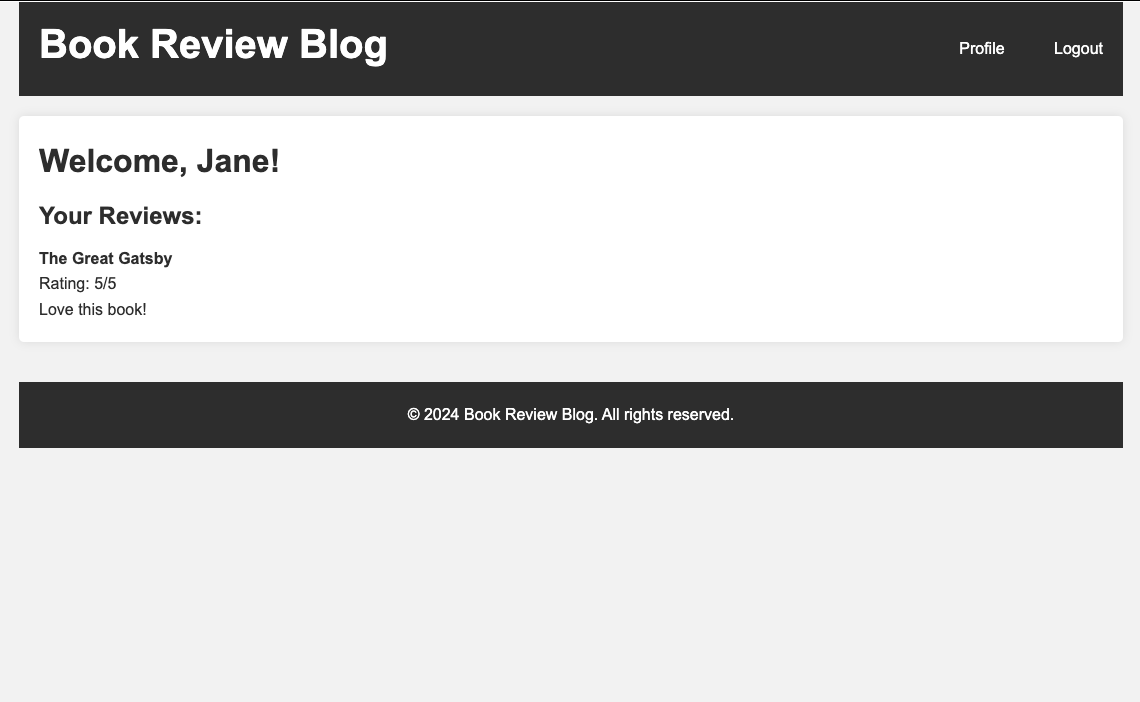 Book Review Blog
Profile
Logout
Welcome, Jane!
Your Reviews:
The Great Gatsby
Rating: 5/5
Love this book!
© 2024 Book Review Blog. All rights reserved.